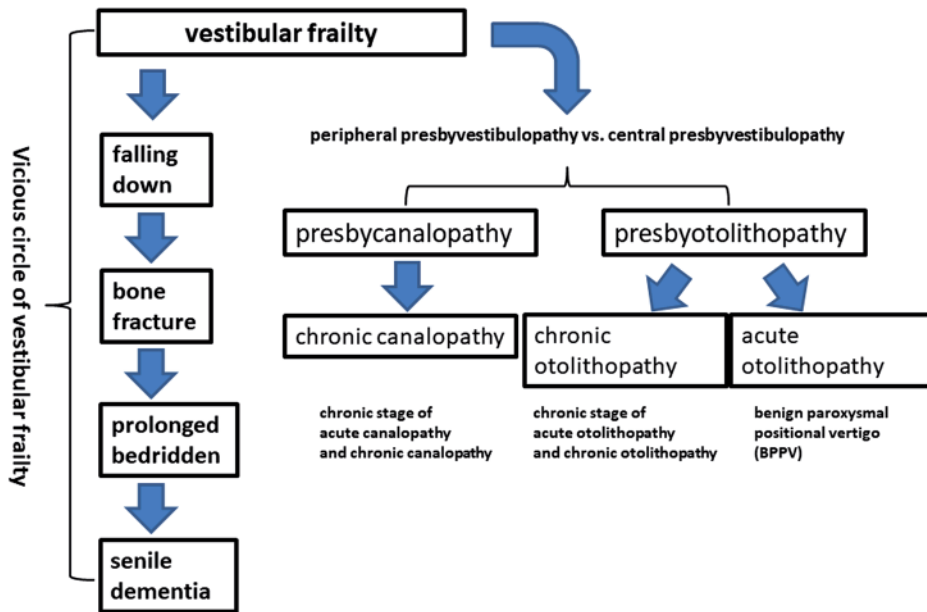 vestibular frailty
Vicious circle of vestibular frailty
falling
down
bone
fracture
prolonged
bedridden
senile
dementia
peripheral presbyvestibulopathy vs. central presbyvestibulopathy
presbycanalopathy
presbyotolithopathy
chronic canalopathy
chronic
otolithopathy
acute
otolithopathy
chronic stage of
acute canalopathy
and chronic canalopathy
chronic stage of
acute otolithopathy
and chronic otolithopathy
benign paroxysmal
positional vertigo
(BPPV)